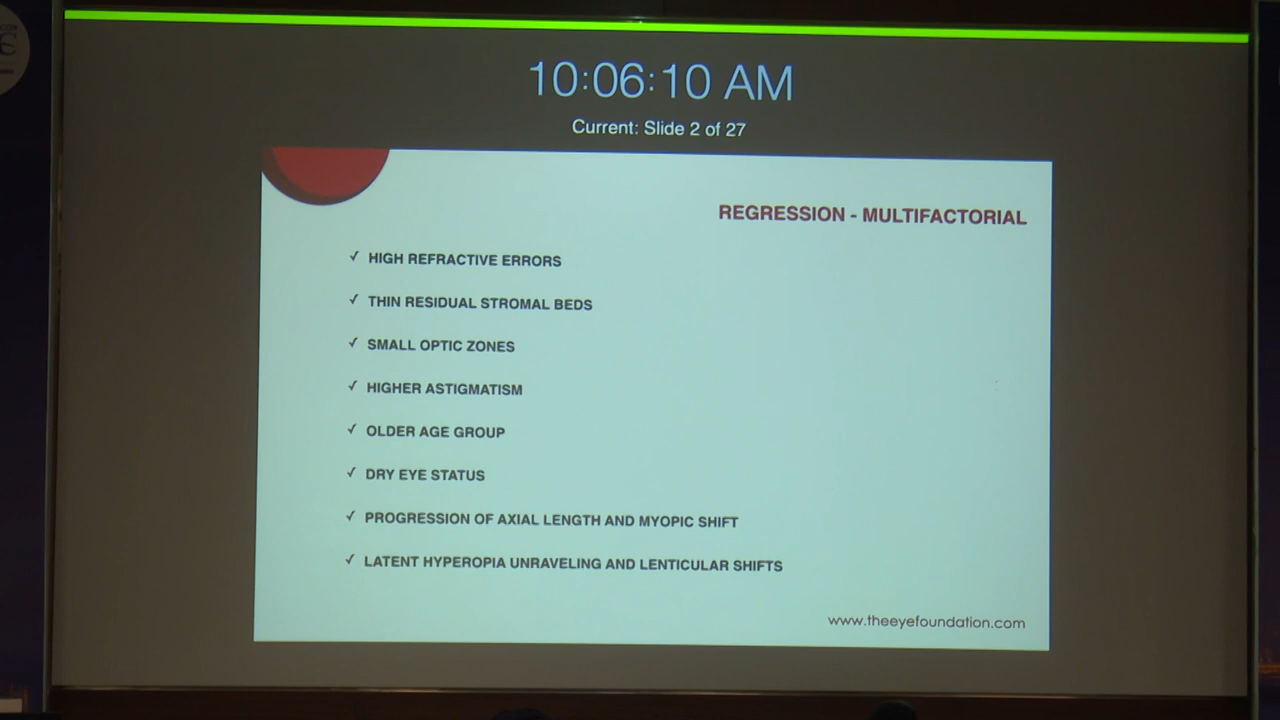 10:06:10 AM
Current: Slide 2 of 27
REGRESSION - MULTIFACTORIAL
✓ HIGH REFRACTIVE ERRORS
✓ THIN RESIDUAL STROMAL BEDS
✓ SMALL OPTIC ZONES
✓ HIGHER ASTIGMATISM
✓ OLDER AGE GROUP
✓ DRY EYE STATUS
✓ PROGRESSION OF AXIAL LENGTH AND MYOPIC SHIFT
✓ LATENT HYPEROPIA UNRAVELING AND LENTICULAR SHIFTS
www.theeyefoundation.com